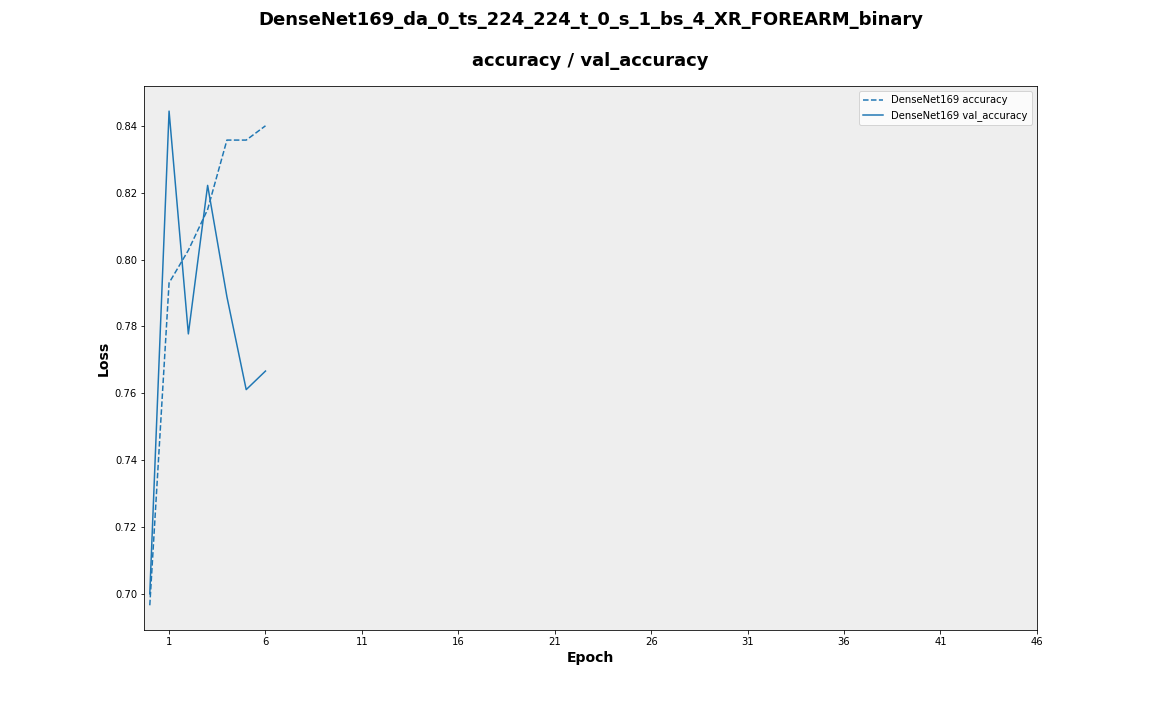 DenseNet169_da_0_ts_224_224_t_0_s_1_bs_4_XR_FOREARM_binary
accuracy / val_accuracy
DenseNet169 accuracy
DenseNet169 val_accuracy
0.84
0.82
0.80
0.78
0.76
0.74
0.72
0.70
Loss
1 6 11 16 21 26 31 36 41 46
Epoch